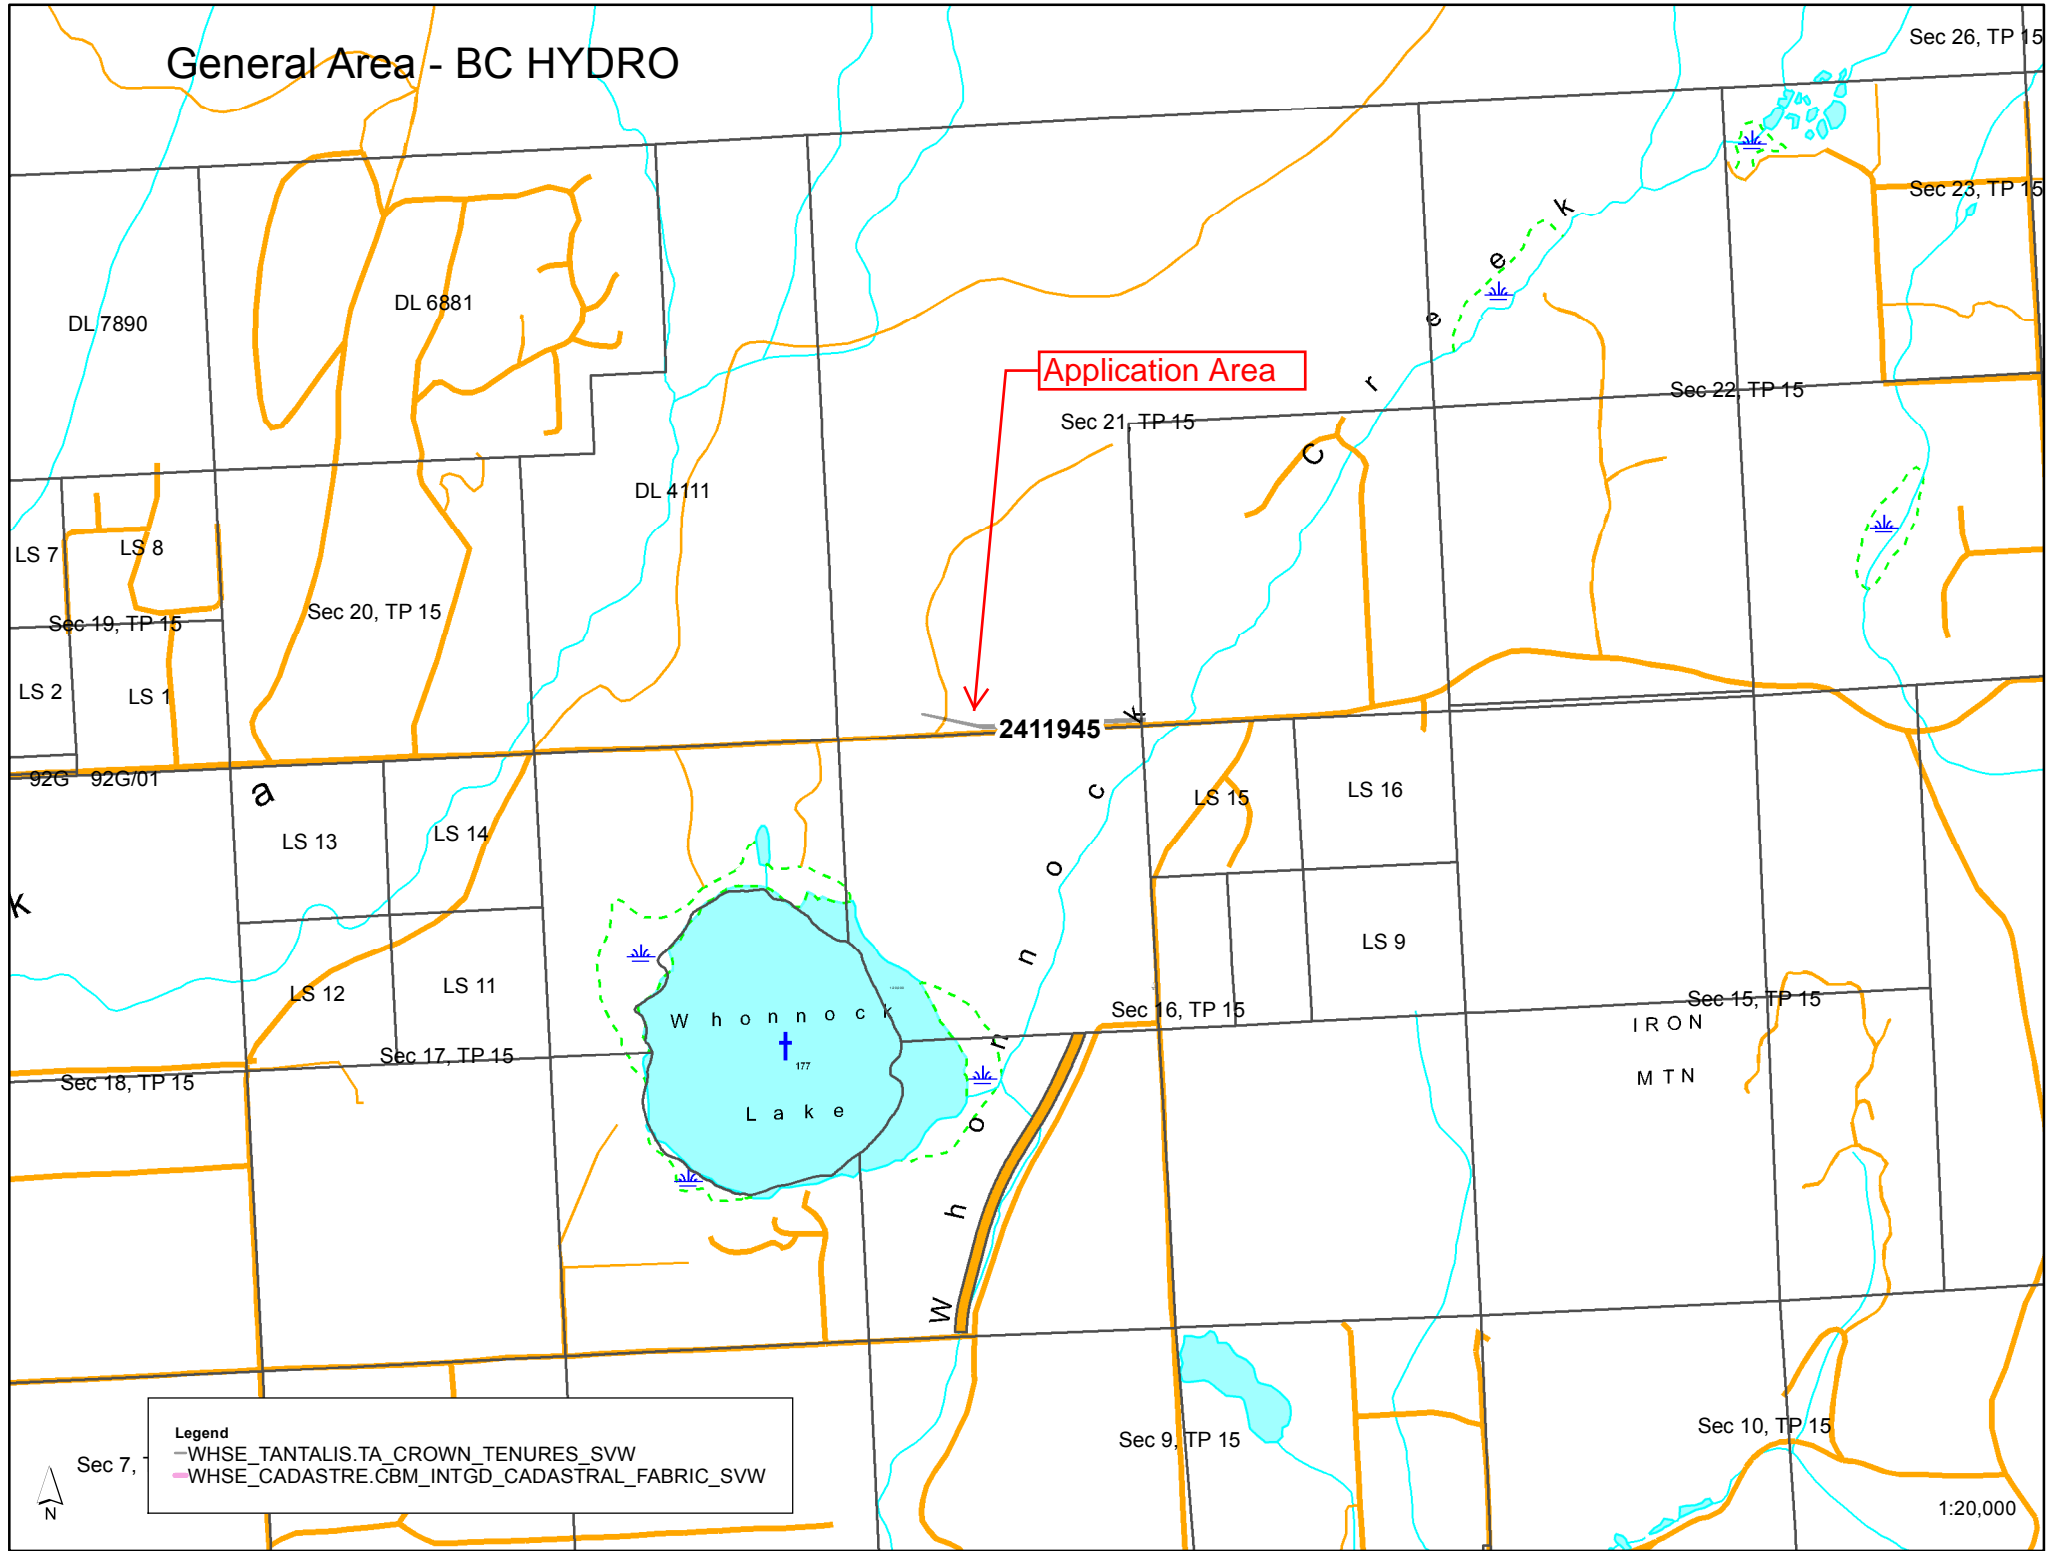 General Area - BC HYDRO
Sec 26, TP 15
Sec 23, TP 15
DL 7890
DL 6881
Application Area
Sec 21, TP 15
Sec 22, TP 15
DL 4111
LS 7
LS 8
Sec 19, TP 15
Sec 20, TP 15
LS 2
LS 1
2411945
92G
92G/01
a
k
LS 13
LS 14
LS 15
LS 16
LS 12
LS 11
LS 9
Whonnock Creek
Whonnock
177
Lake
Sec 16, TP 15
Sec 15, TP 15
IRON
MTN
Sec 17, TP 15
Sec 18, TP 15
Sec 9, TP 15
Sec 10, TP 15
Sec 7, T
Legend
WHSE_TANTALIS.TA_CROWN_TENURES_SVW
WHSE_CADASTRE.CBM_INTGD_CADASTRAL_FABRIC_SVW
N
1:20,000